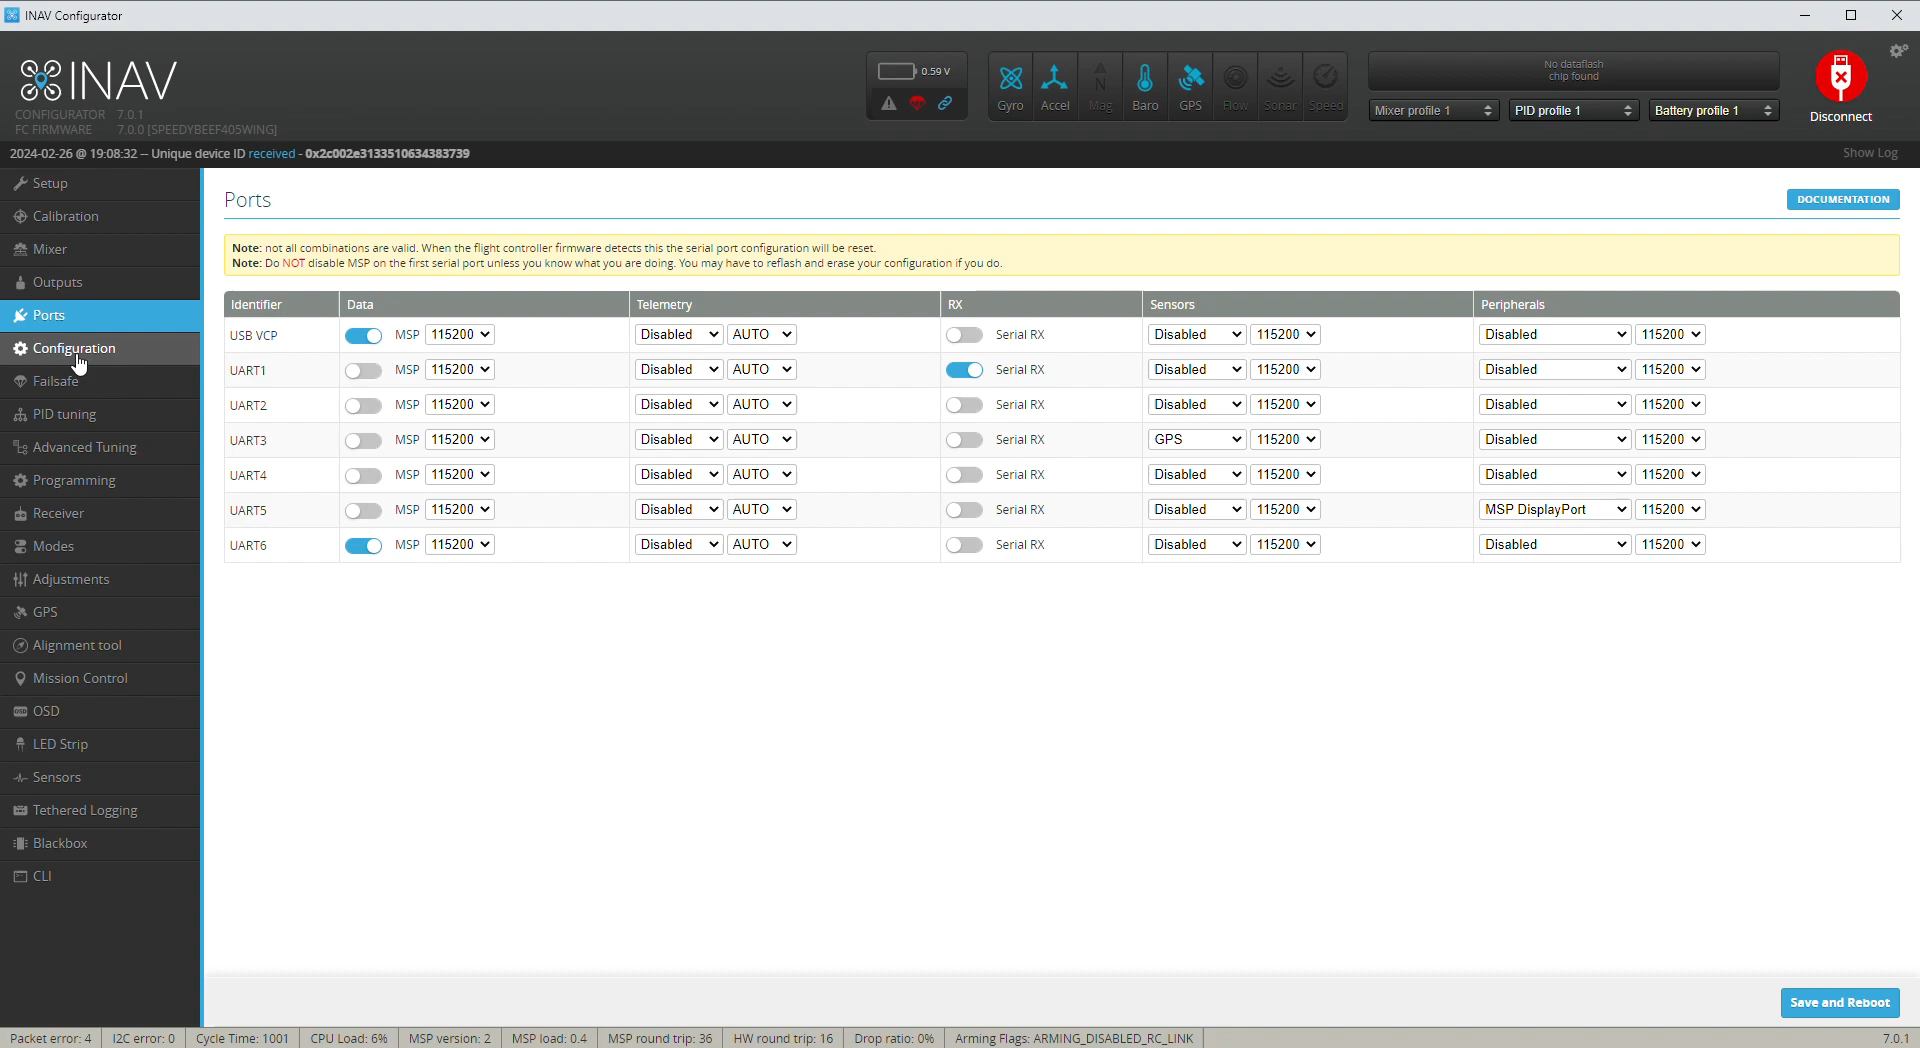 INAV Configurator
INAV
CONFIGURATOR 7.0.1
FC FIRMWARE 7.0.0 [SPEEDYBEEF405WING]
0.59 V
Gyro Accel Mag Baro GPS Flow Sonar Speed
No dataflash
chip found
Mixer profile 1 PID profile 1 Battery profile 1
Disconnect
2024-02-26 @ 19:08:32 -- Unique device ID received - 0x2c002e3133510634383739
Show Log
Setup
Calibration
Mixer
Outputs
Ports
Configuration
Failsafe
PID tuning
Advanced Tuning
Programming
Receiver
Modes
Adjustments
GPS
Alignment tool
Mission Control
OSD
LED Strip
Sensors
Tethered Logging
Blackbox
CLI
Ports
DOCUMENTATION
Note: not all combinations are valid. When the flight controller firmware detects this the serial port configuration will be reset.
Note: Do NOT disable MSP on the first serial port unless you know what you are doing. You may have to reflash and erase your configuration if you do.
Identifier Data Telemetry RX Sensors Peripherals
USB VCP MSP 115200 Disabled AUTO Serial RX Disabled 115200 Disabled 115200
UART1 MSP 115200 Disabled AUTO Serial RX Disabled 115200 Disabled 115200
UART2 MSP 115200 Disabled AUTO Serial RX Disabled 115200 Disabled 115200
UART3 MSP 115200 Disabled AUTO Serial RX GPS 115200 Disabled 115200
UART4 MSP 115200 Disabled AUTO Serial RX Disabled 115200 Disabled 115200
UART5 MSP 115200 Disabled AUTO Serial RX Disabled 115200 MSP DisplayPort 115200
UART6 MSP 115200 Disabled AUTO Serial RX Disabled 115200 Disabled 115200
Save and Reboot
Packet error: 4 I2C error: 0 Cycle Time: 1001 CPU Load: 6% MSP version: 2 MSP load: 0.4 MSP round trip: 36 HW round trip: 16 Drop ratio: 0% Arming Flags: ARMING_DISABLED_RC_LINK 7.0.1